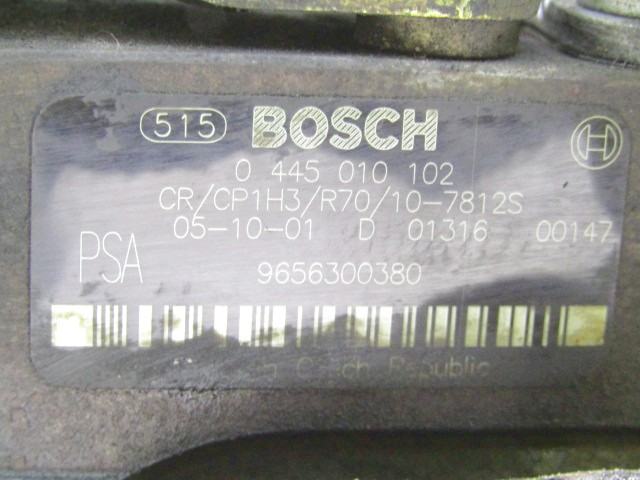 515 BOSCH
0 445 010 102
CR/CP1H3/R70/10-7812S
05-10-01 D 01316 00147
PSA 9656300380
Czech Republic